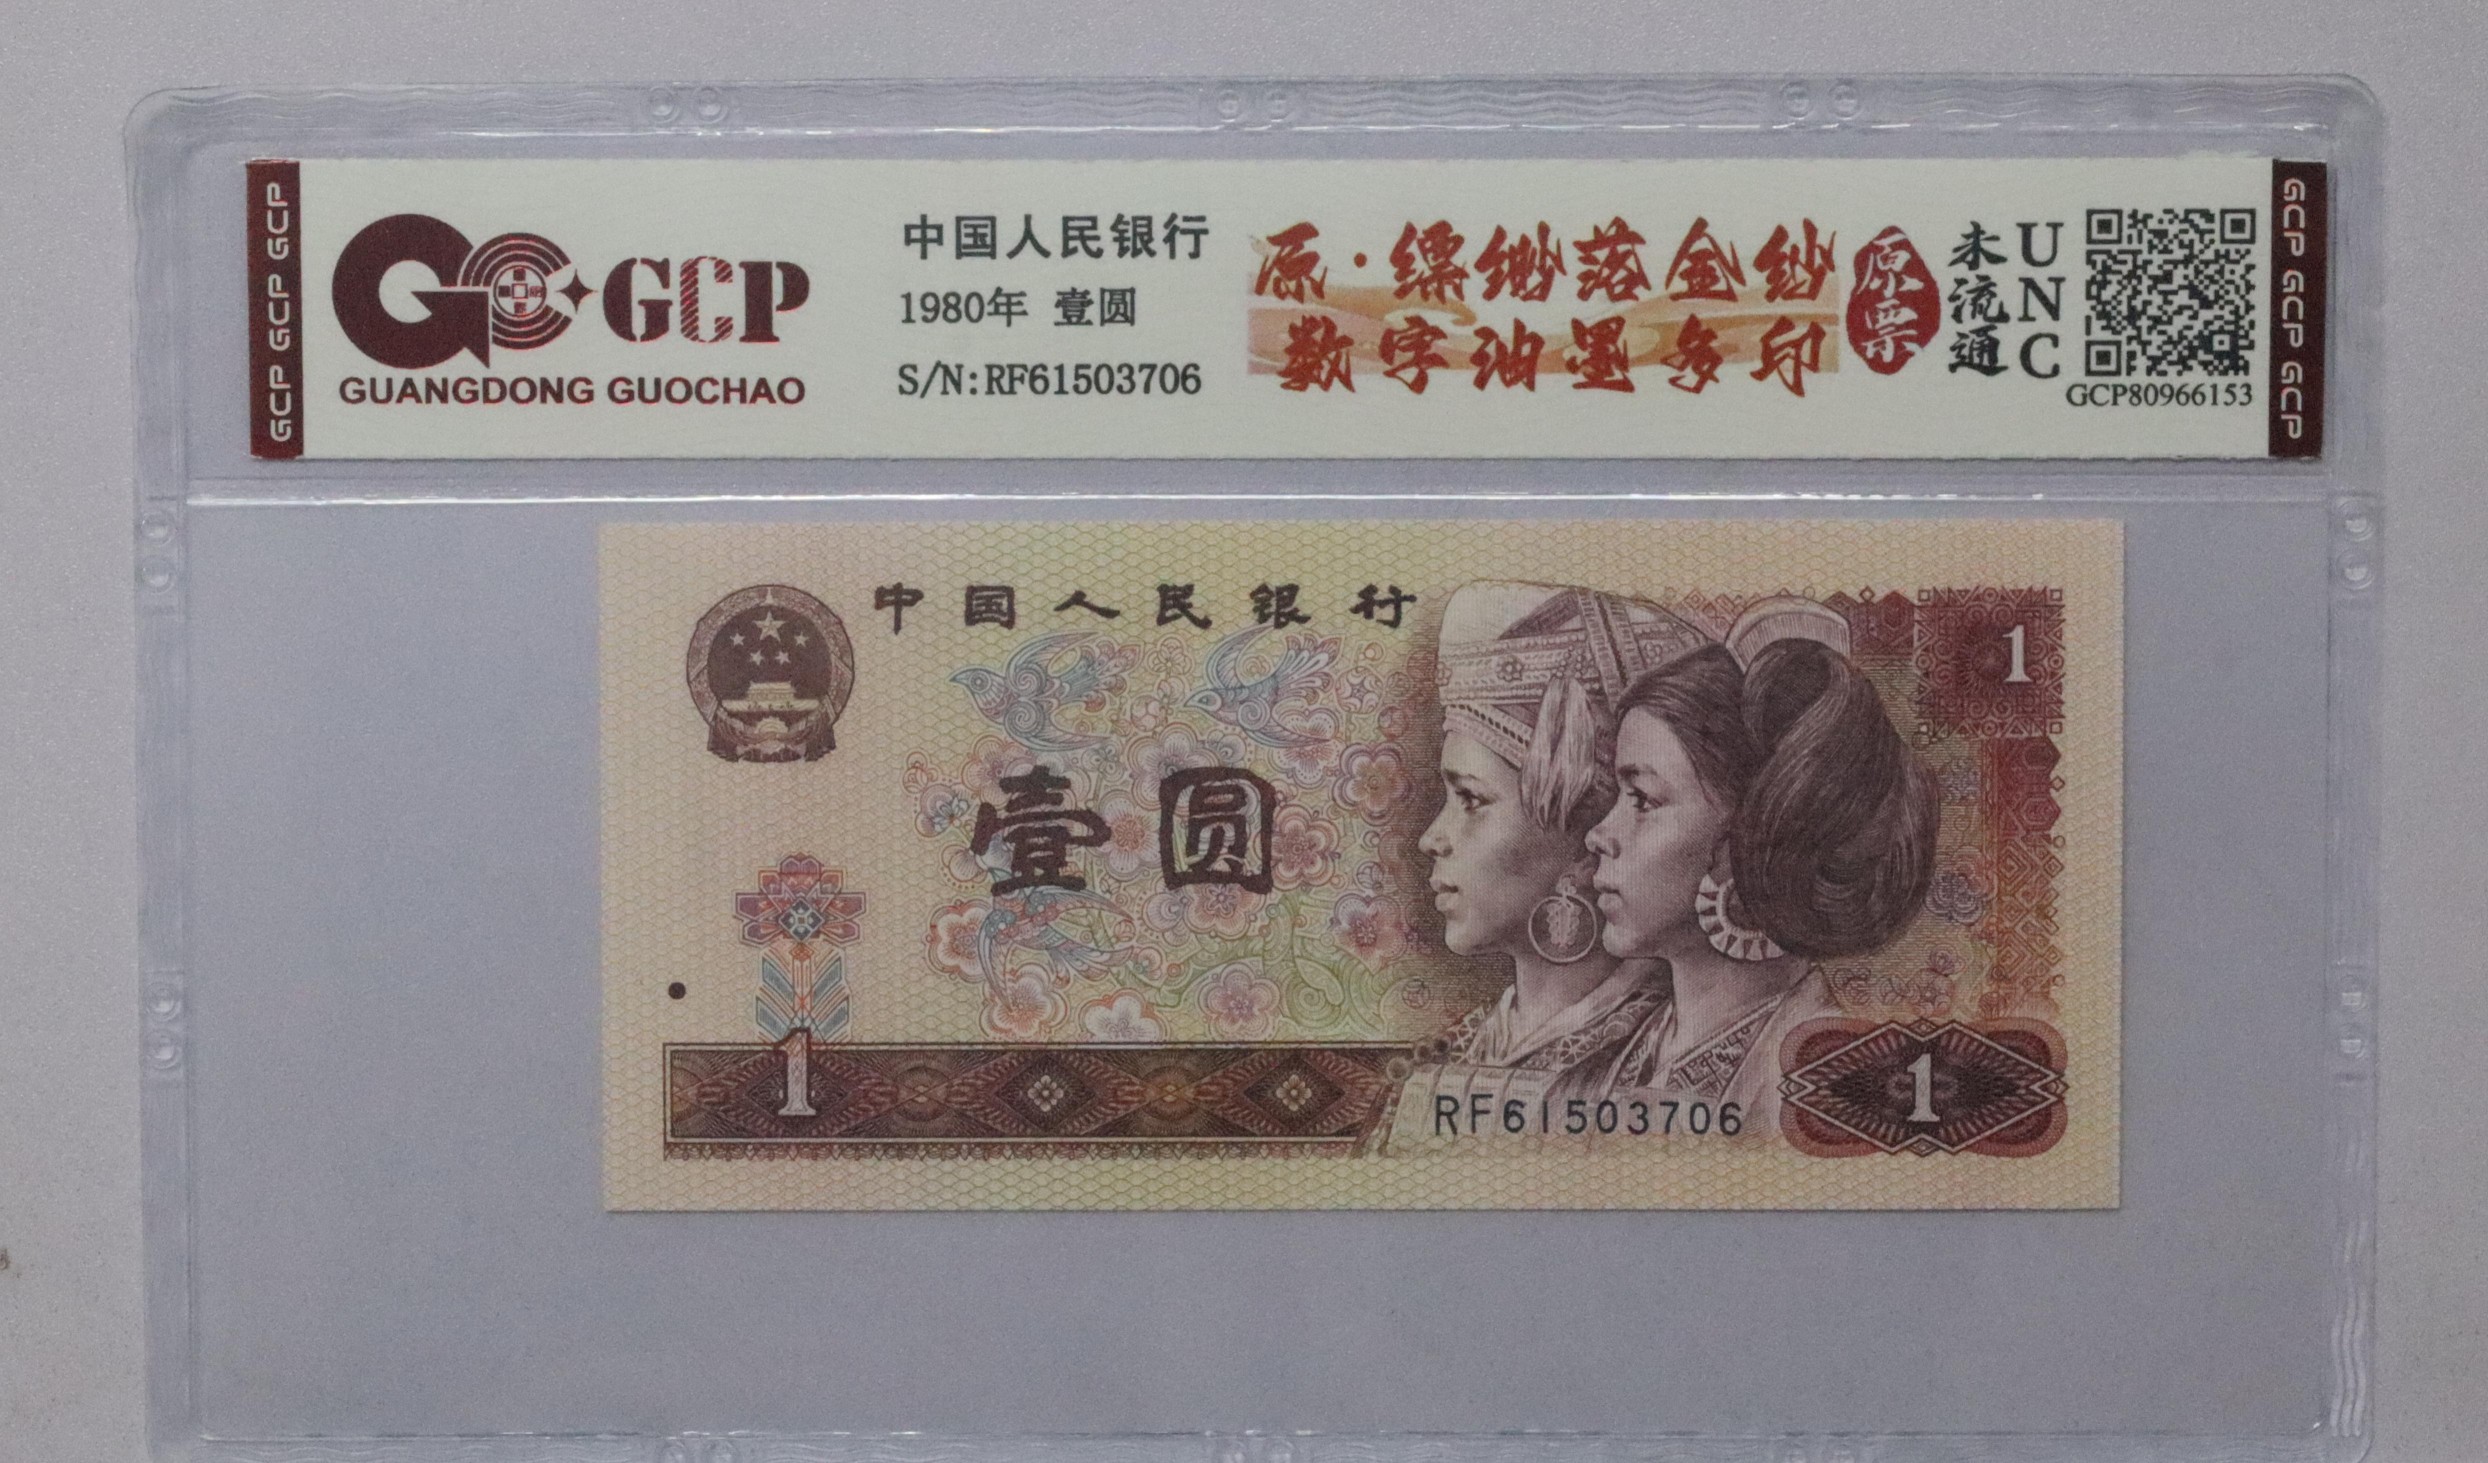 GCP GCP GCP
GCP
GUANGDONG GUOCHAO
中国人民银行
1980年 壹圆
S/N:RF61503706
原·缥缈落金纱
数字油墨多印
原票
未流通
UNC
GCP80966153
GCP GCP GCP
中国人民银行
1
壹圆
1
RF61503706
1